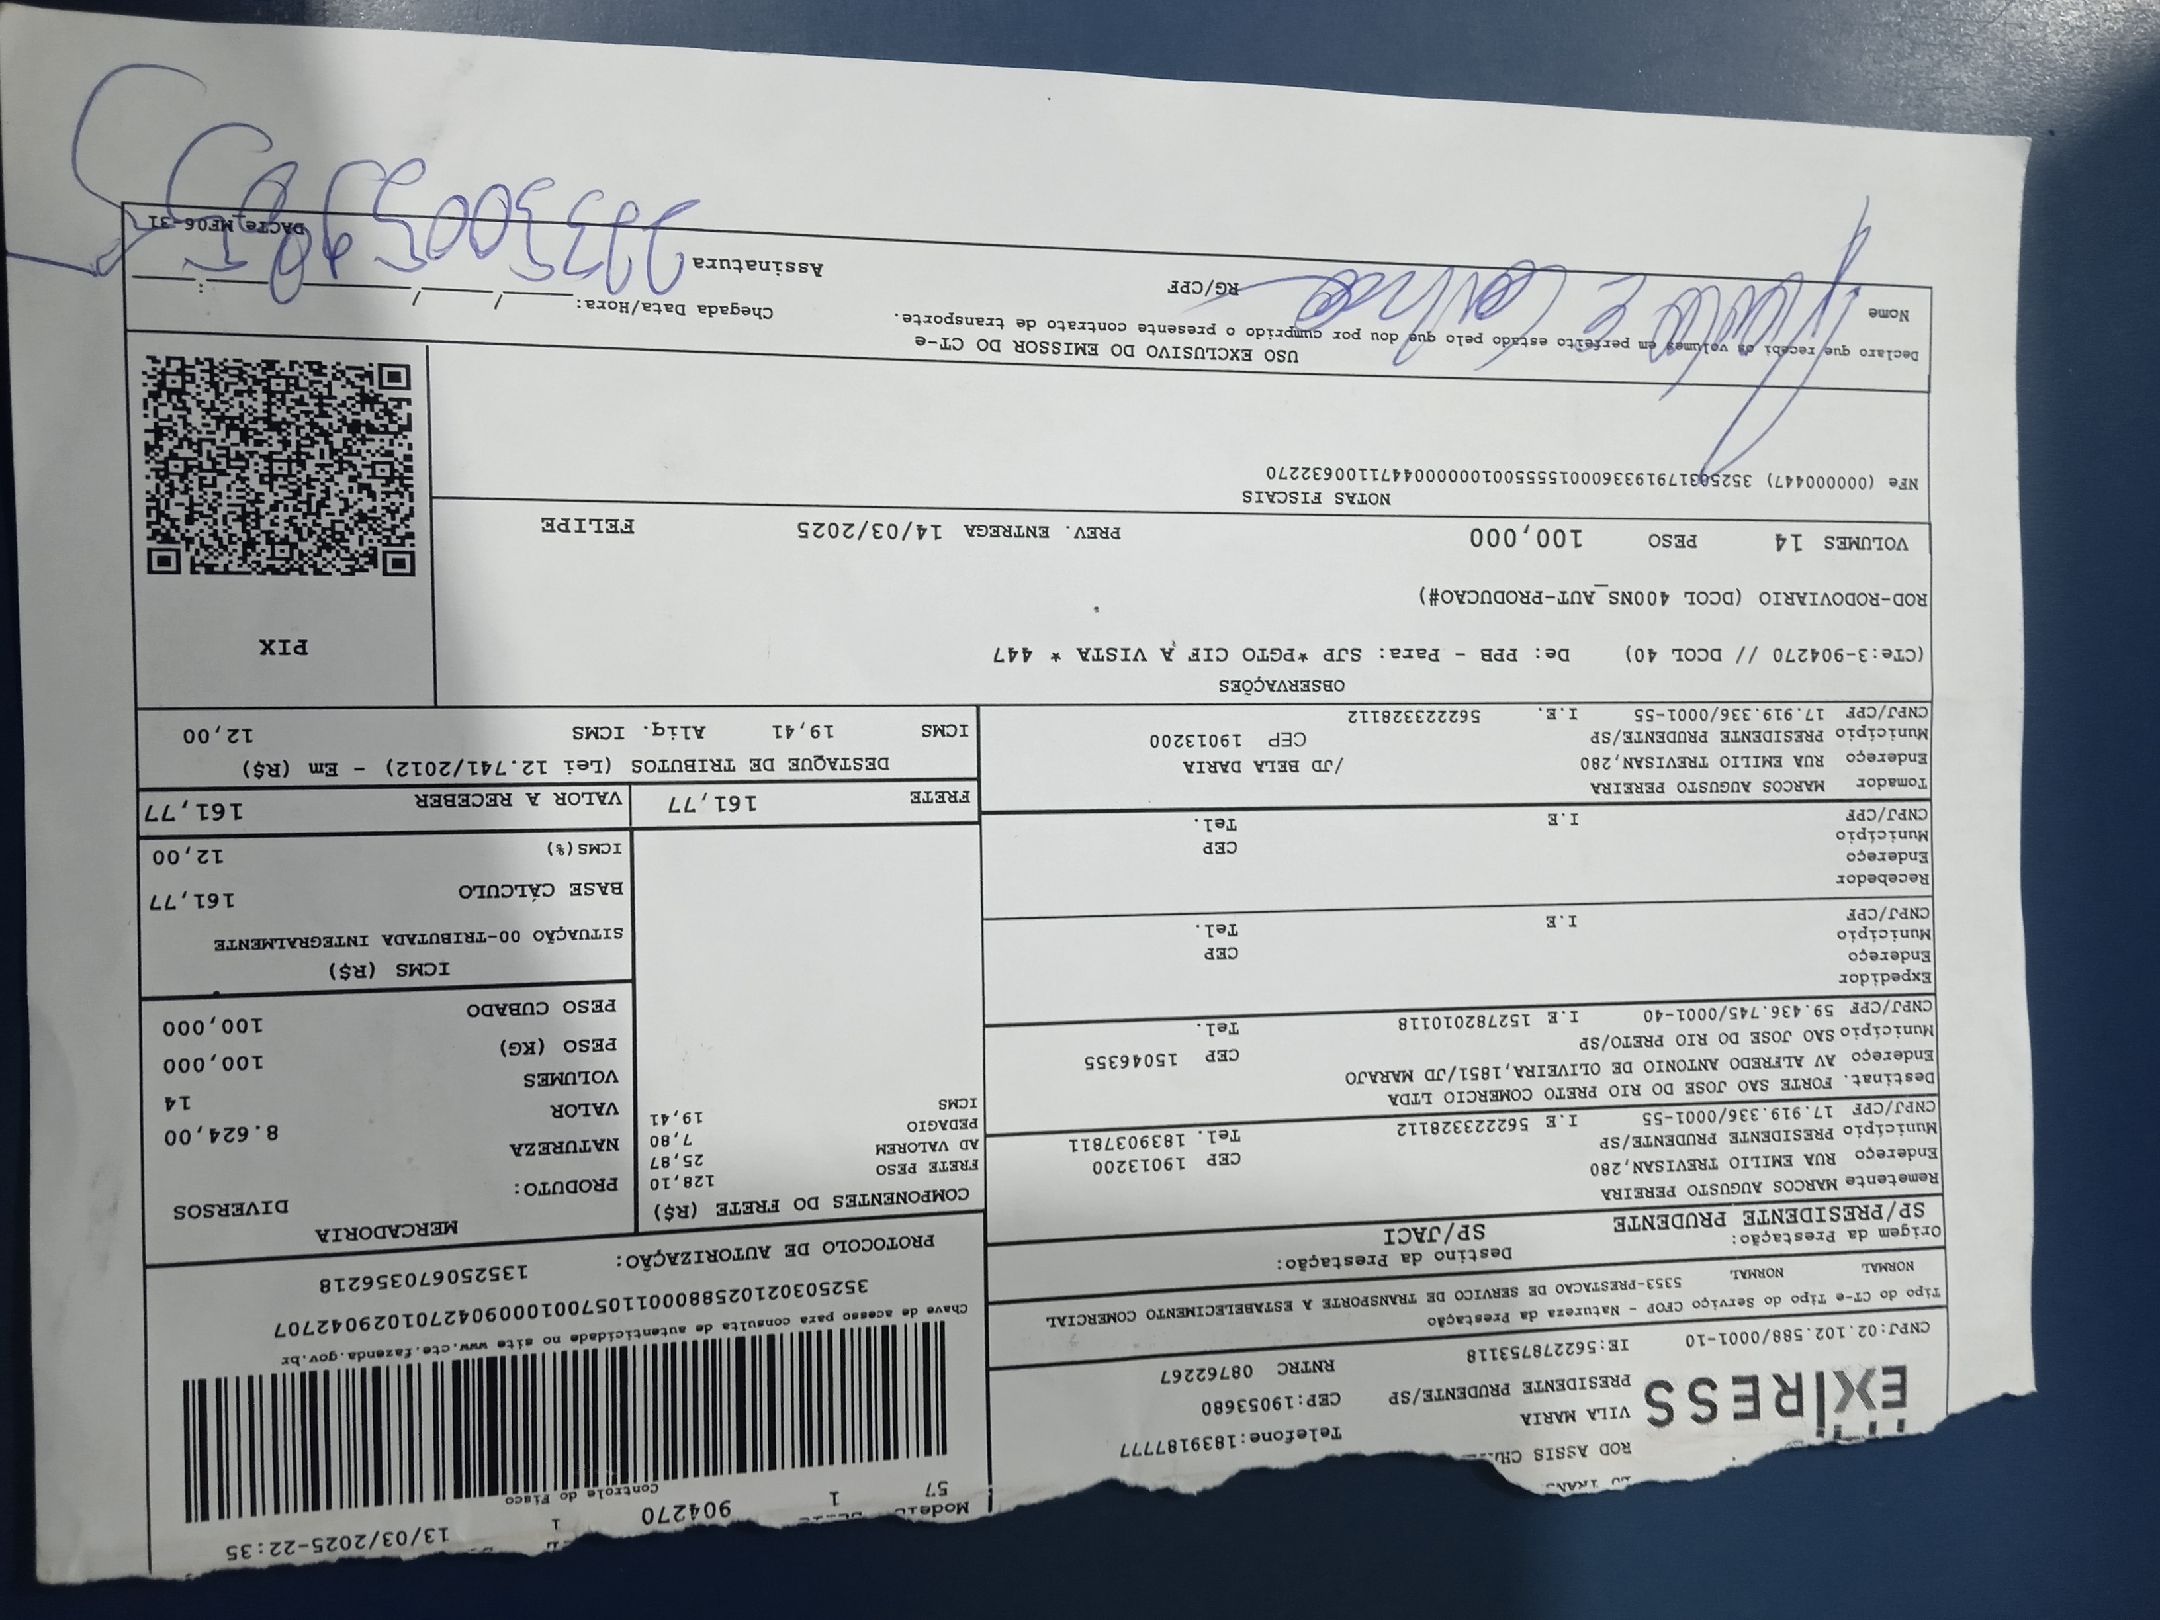 57 1 904270 1 13/03/2025-22:35
Controle do Fisco
ROD ASSIS
EXPRESS
VILA MARIA
Telefone:1839187777
PRESIDENTE PRUDENTE/SP
CEP:19053680
CNPJ:02.102.588/0001-10 IE:562278753118
RNTRC 08762267
Tipo do CT-e Tipo do Serviço CFOP - Natureza da Prestação
NORMAL NORMAL 5353-PRESTACAO DE SERVICO DE TRANSPORTE A ESTABELECIMENTO COMERCIAL
Chave de acesso para consulta de autenticidade no site www.cte.fazenda.gov.br
35250302102588000110570010009042701029042707
PROTOCOLO DE AUTORIZAÇÃO: 135250670356218
Origem da Prestação:
SP/PRESIDENTE PRUDENTE
Destino da Prestação:
SP/JACI
Remetente MARCOS AUGUSTO PEREIRA
Endereço RUA EMILIO TREVISAN,280
CEP 19013200
Município PRESIDENTE PRUDENTE/SP
Tel. 1839037811
CNPJ/CPF 17.919.336/0001-55 I.E 562223328112
Destinat. FORTE SAO JOSE DO RIO PRETO COMERCIO LTDA
Endereço AV ALFREDO ANTONIO DE OLIVEIRA,1851/JD MARAJO
CEP 15046355
Município SAO JOSE DO RIO PRETO/SP
Tel.
CNPJ/CPF 59.436.745/0001-40 I.E 152782010118
Expedidor
Endereço
CEP
Município
Tel.
CNPJ/CPF I.E
Recebedor
Endereço
CEP
Município
Tel.
CNPJ/CPF I.E
Tomador MARCOS AUGUSTO PEREIRA
Endereço RUA EMILIO TREVISAN,280 /JD BELA DARIA
Município PRESIDENTE PRUDENTE/SP CEP 19013200
CNPJ/CPF 17.919.336/0001-55 I.E. 562223328112
COMPONENTES DO FRETE (R$)
FRETE PESO 128,10
AD VALOREM 25,87
PEDAGIO 7,80
ICMS 19,41
FRETE 161,77
MERCADORIA
PRODUTO: DIVERSOS
NATUREZA
VALOR 8.624,00
VOLUMES 14
PESO (KG) 100,000
PESO CUBADO 100,000
ICMS (R$)
SITUAÇÃO 00-TRIBUTADA INTEGRALMENTE
BASE CÁLCULO 161,77
ICMS(%) 12,00
VALOR A RECEBER 161,77
DESTAQUE DE TRIBUTOS (Lei 12.741/2012) - Em (R$)
ICMS 19,41 Aliq. ICMS 12,00
OBSERVAÇÕES
(CTe:3-904270 // DCOL 40) De: PPB - Para: SJP *PGTO CIF A VISTA * 447
ROD-RODOVIARIO (DCOL 400NS_AUT-PRODUCAO#)
PIX
VOLUMES 14 PESO 100,000 PREV. ENTREGA 14/03/2025 FELIPE
NOTAS FISCAIS
NFe (000000447) 35250317919336000155550010000004471100632270
USO EXCLUSIVO DO EMISSOR DO CT-e
Declaro que recebi os volumes em perfeito estado pelo que dou por cumprido o presente contrato de transporte.
Nome
RG/CPF
Chegada Data/Hora: / / :
Assinatura
DACTe_MF06-31